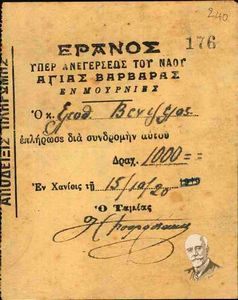 240
ΕΡΑΝΟΣ 176
ΥΠΕΡ ΑΝΕΓΕΡΣΕΩΣ ΤΟΥ ΝΑΟΥ
ΑΓΙΑΣ ΒΑΡΒΑΡΑΣ
ΕΝ ΜΟΥΡΝΙΕΣ
Ο κ. Ελευθ. Βενιζέλος
ἐπλήρωσε διὰ συνδρομὴν αὐτοῦ
Δραχ. 1000 = =
Ἐν Χανίοις τῇ 15/10/20
Ὁ Ταμίας
ΑΠΟΔΕΙΞΙΣ ΠΛΗΡΩΜΗΣ